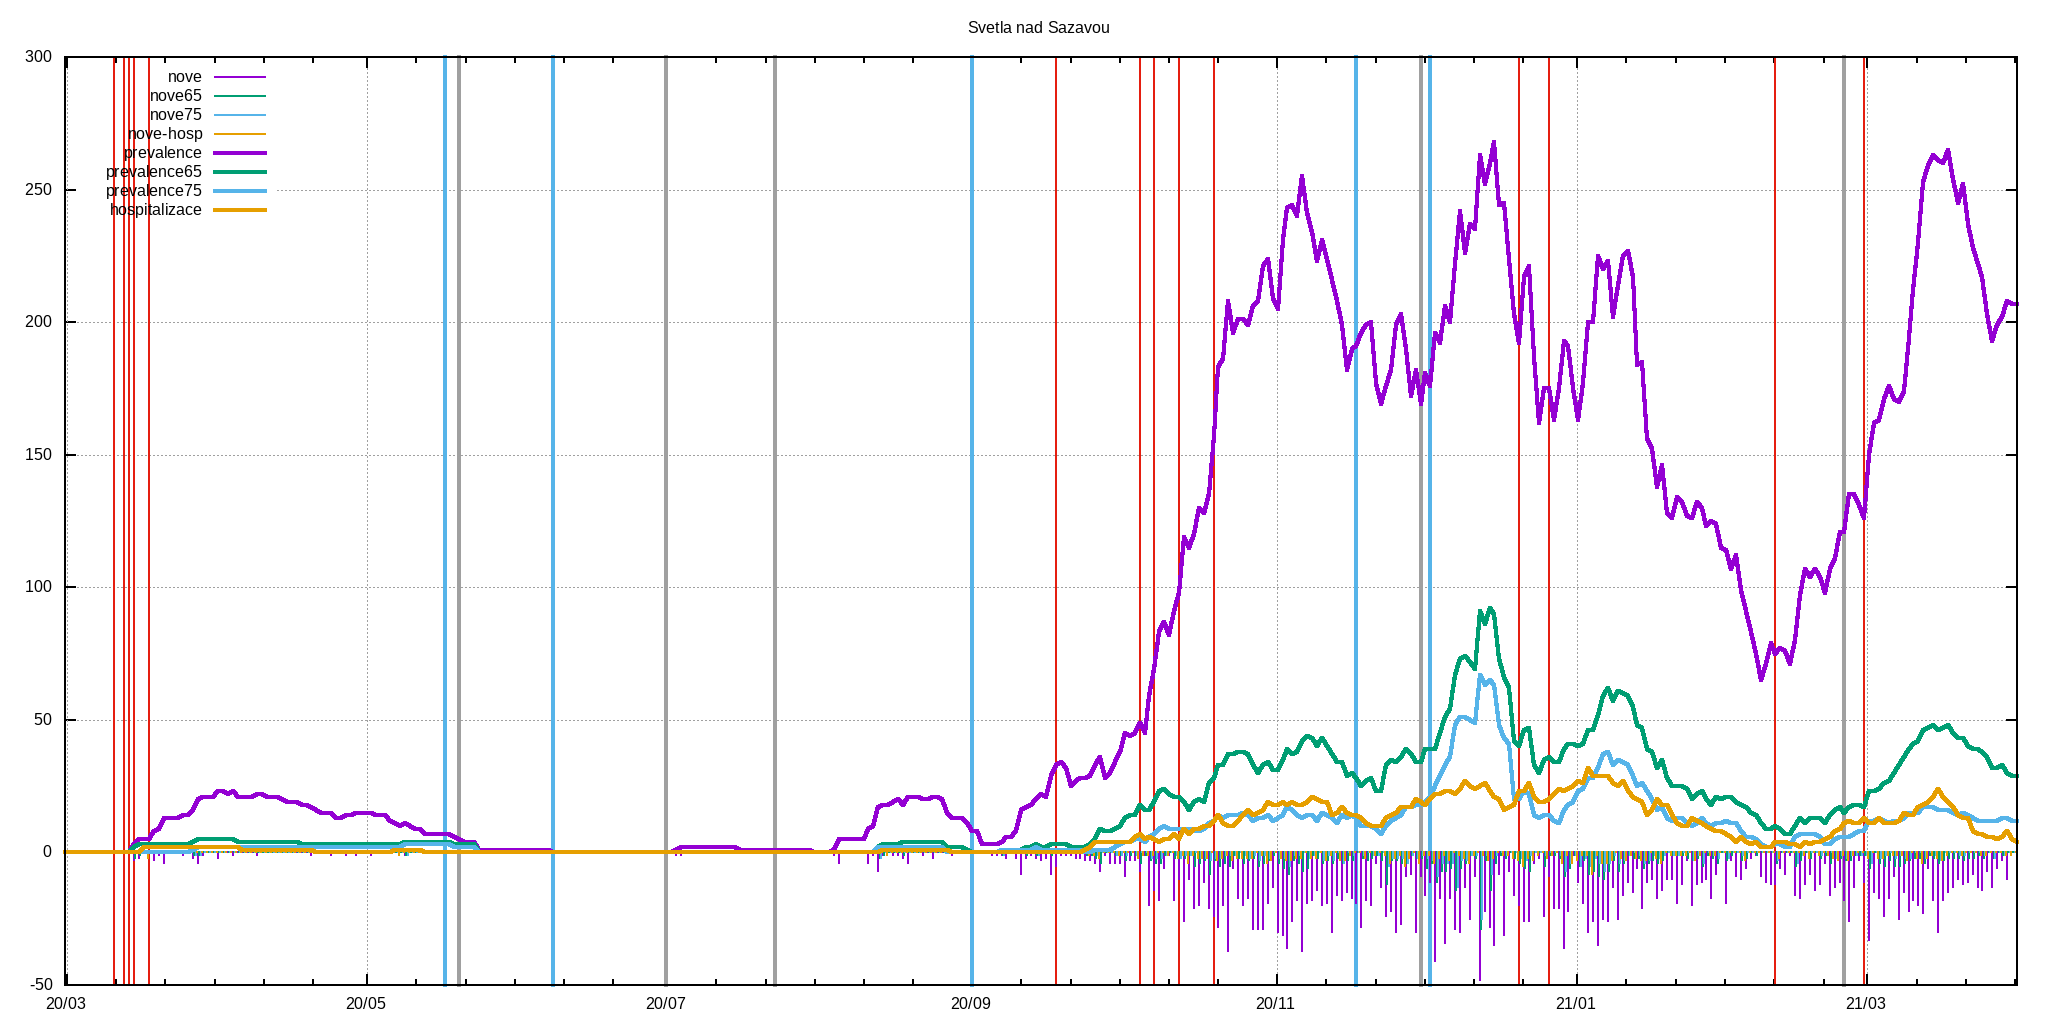 Svetla nad Sazavou
300
250
200
150
100
50
0
-50
nove
nove65
nove75
nove-hosp
prevalence
prevalence65
prevalence75
hospitalizace
20/03 20/05 20/07 20/09 20/11 21/01 21/03